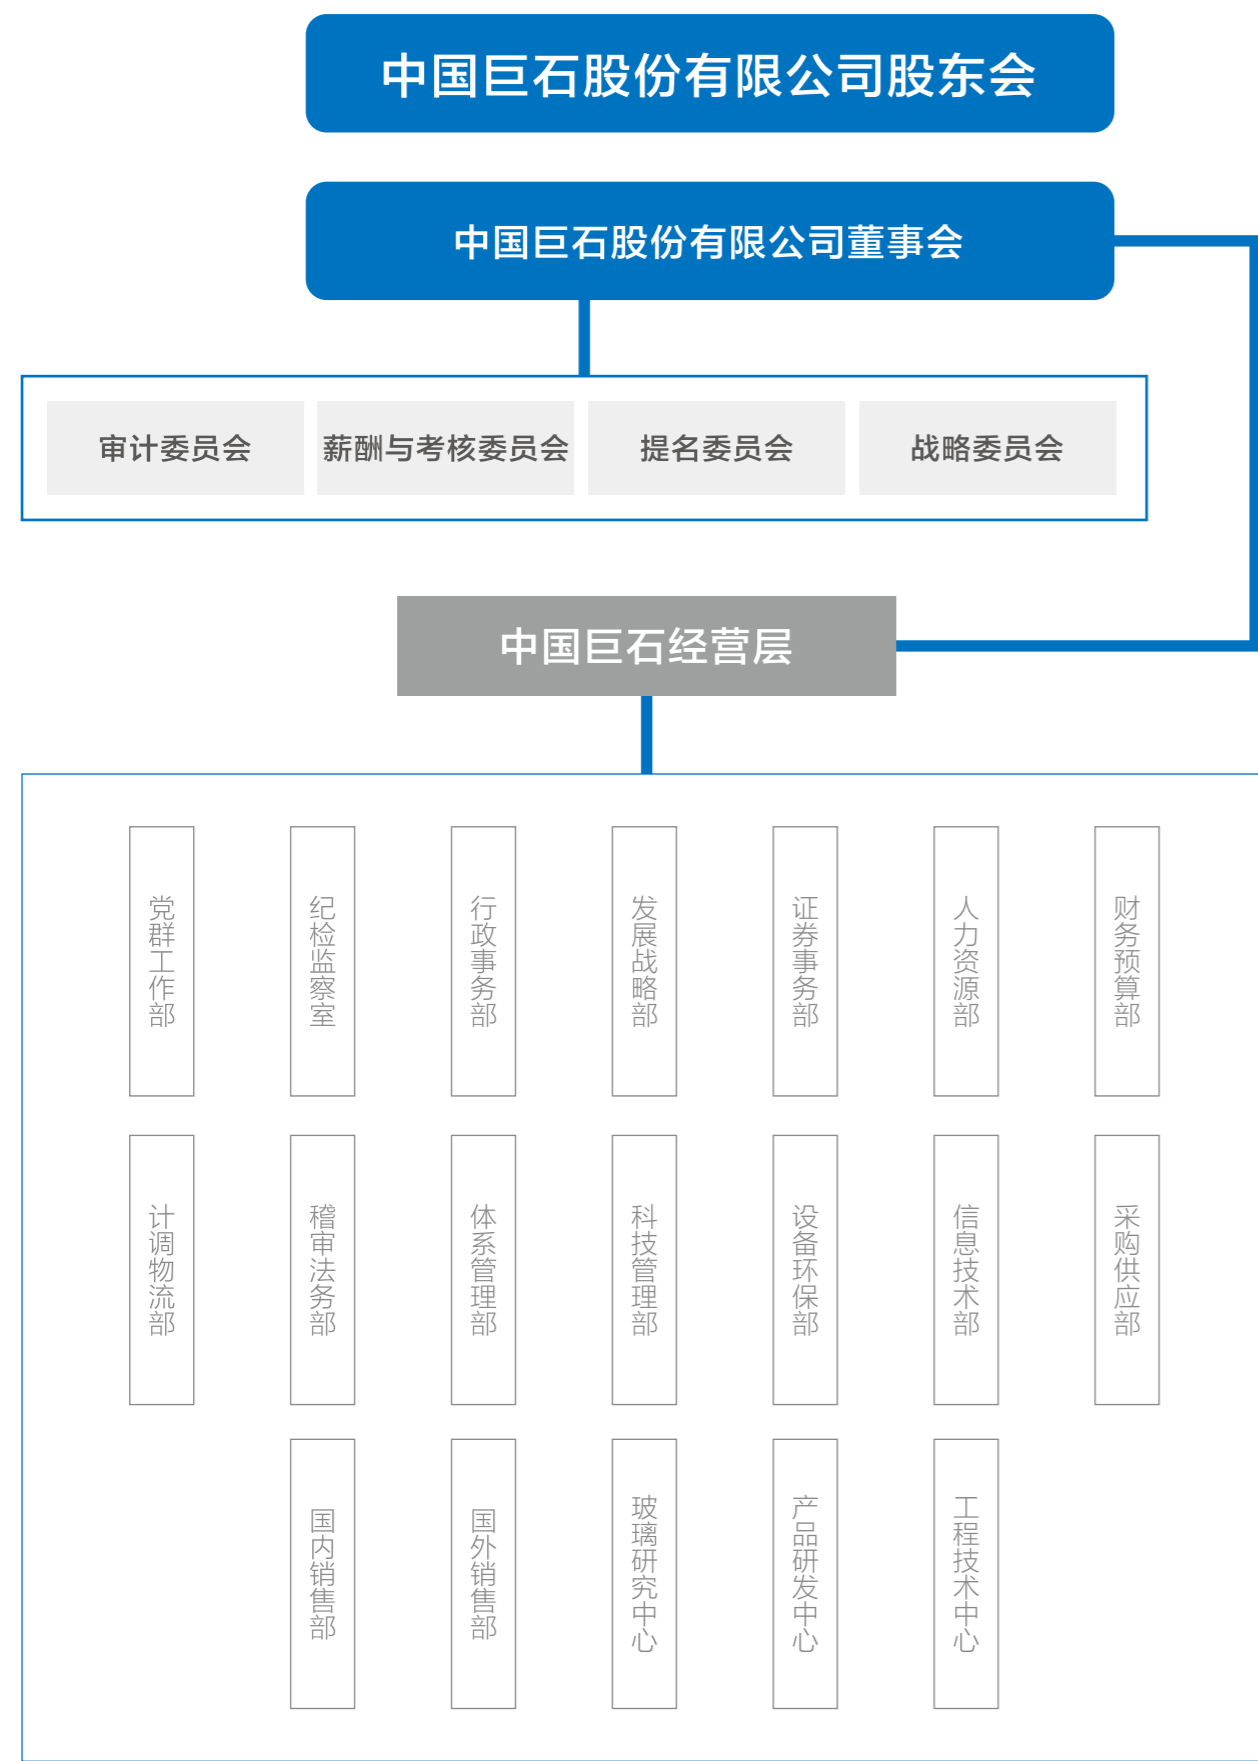 中国巨石股份有限公司股东会
中国巨石股份有限公司董事会
审计委员会
薪酬与考核委员会
提名委员会
战略委员会
中国巨石经营层
党群工作部
纪检监察室
行政事务部
发展战略部
证券事务部
人力资源部
财务预算部
计调物流部
稽审法务部
体系管理部
科技管理部
设备环保部
信息技术部
采购供应部
国内销售部
国外销售部
玻璃研究中心
产品研发中心
工程技术中心